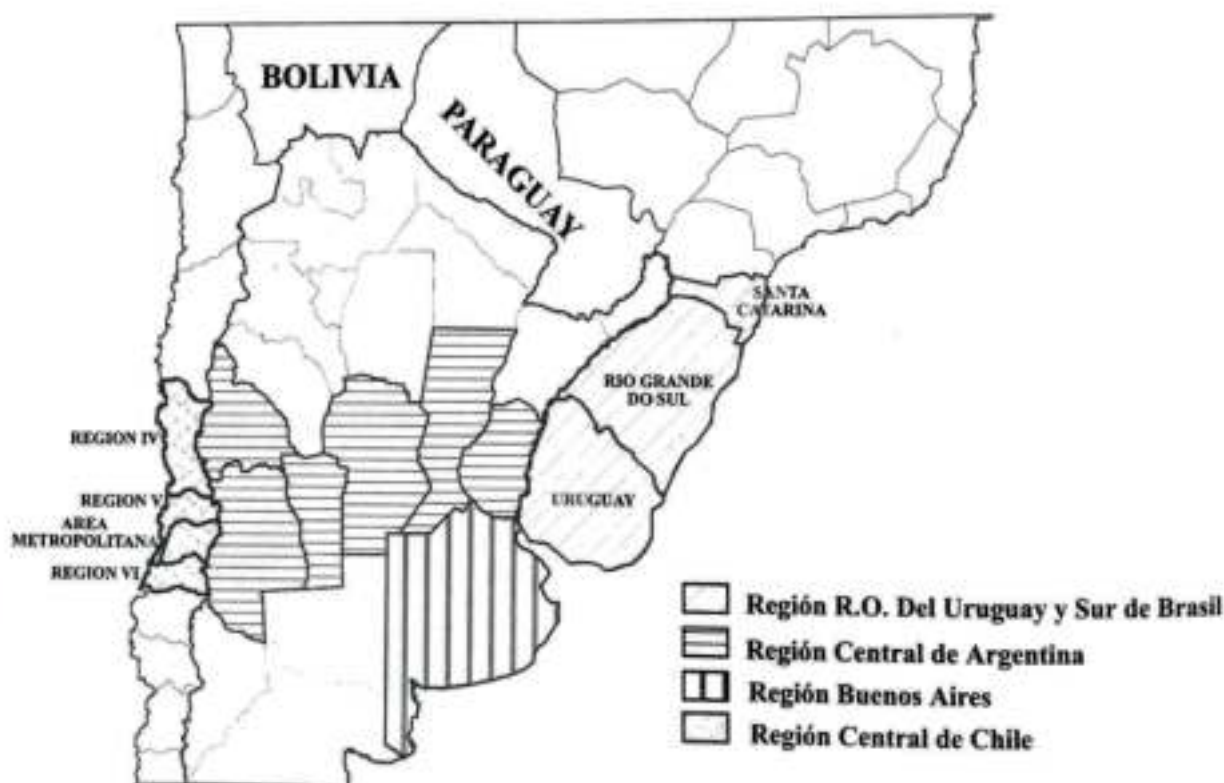 BOLIVIA
PARAGUAY
SANTA
CATARINA
RIO GRANDE
DO SUL
REGION IV
URUGUAY
REGION V
AREA
METROPOLITANA
REGION VI
Región R.O. Del Uruguay y Sur de Brasil
Región Central de Argentina
Región Buenos Aires
Región Central de Chile